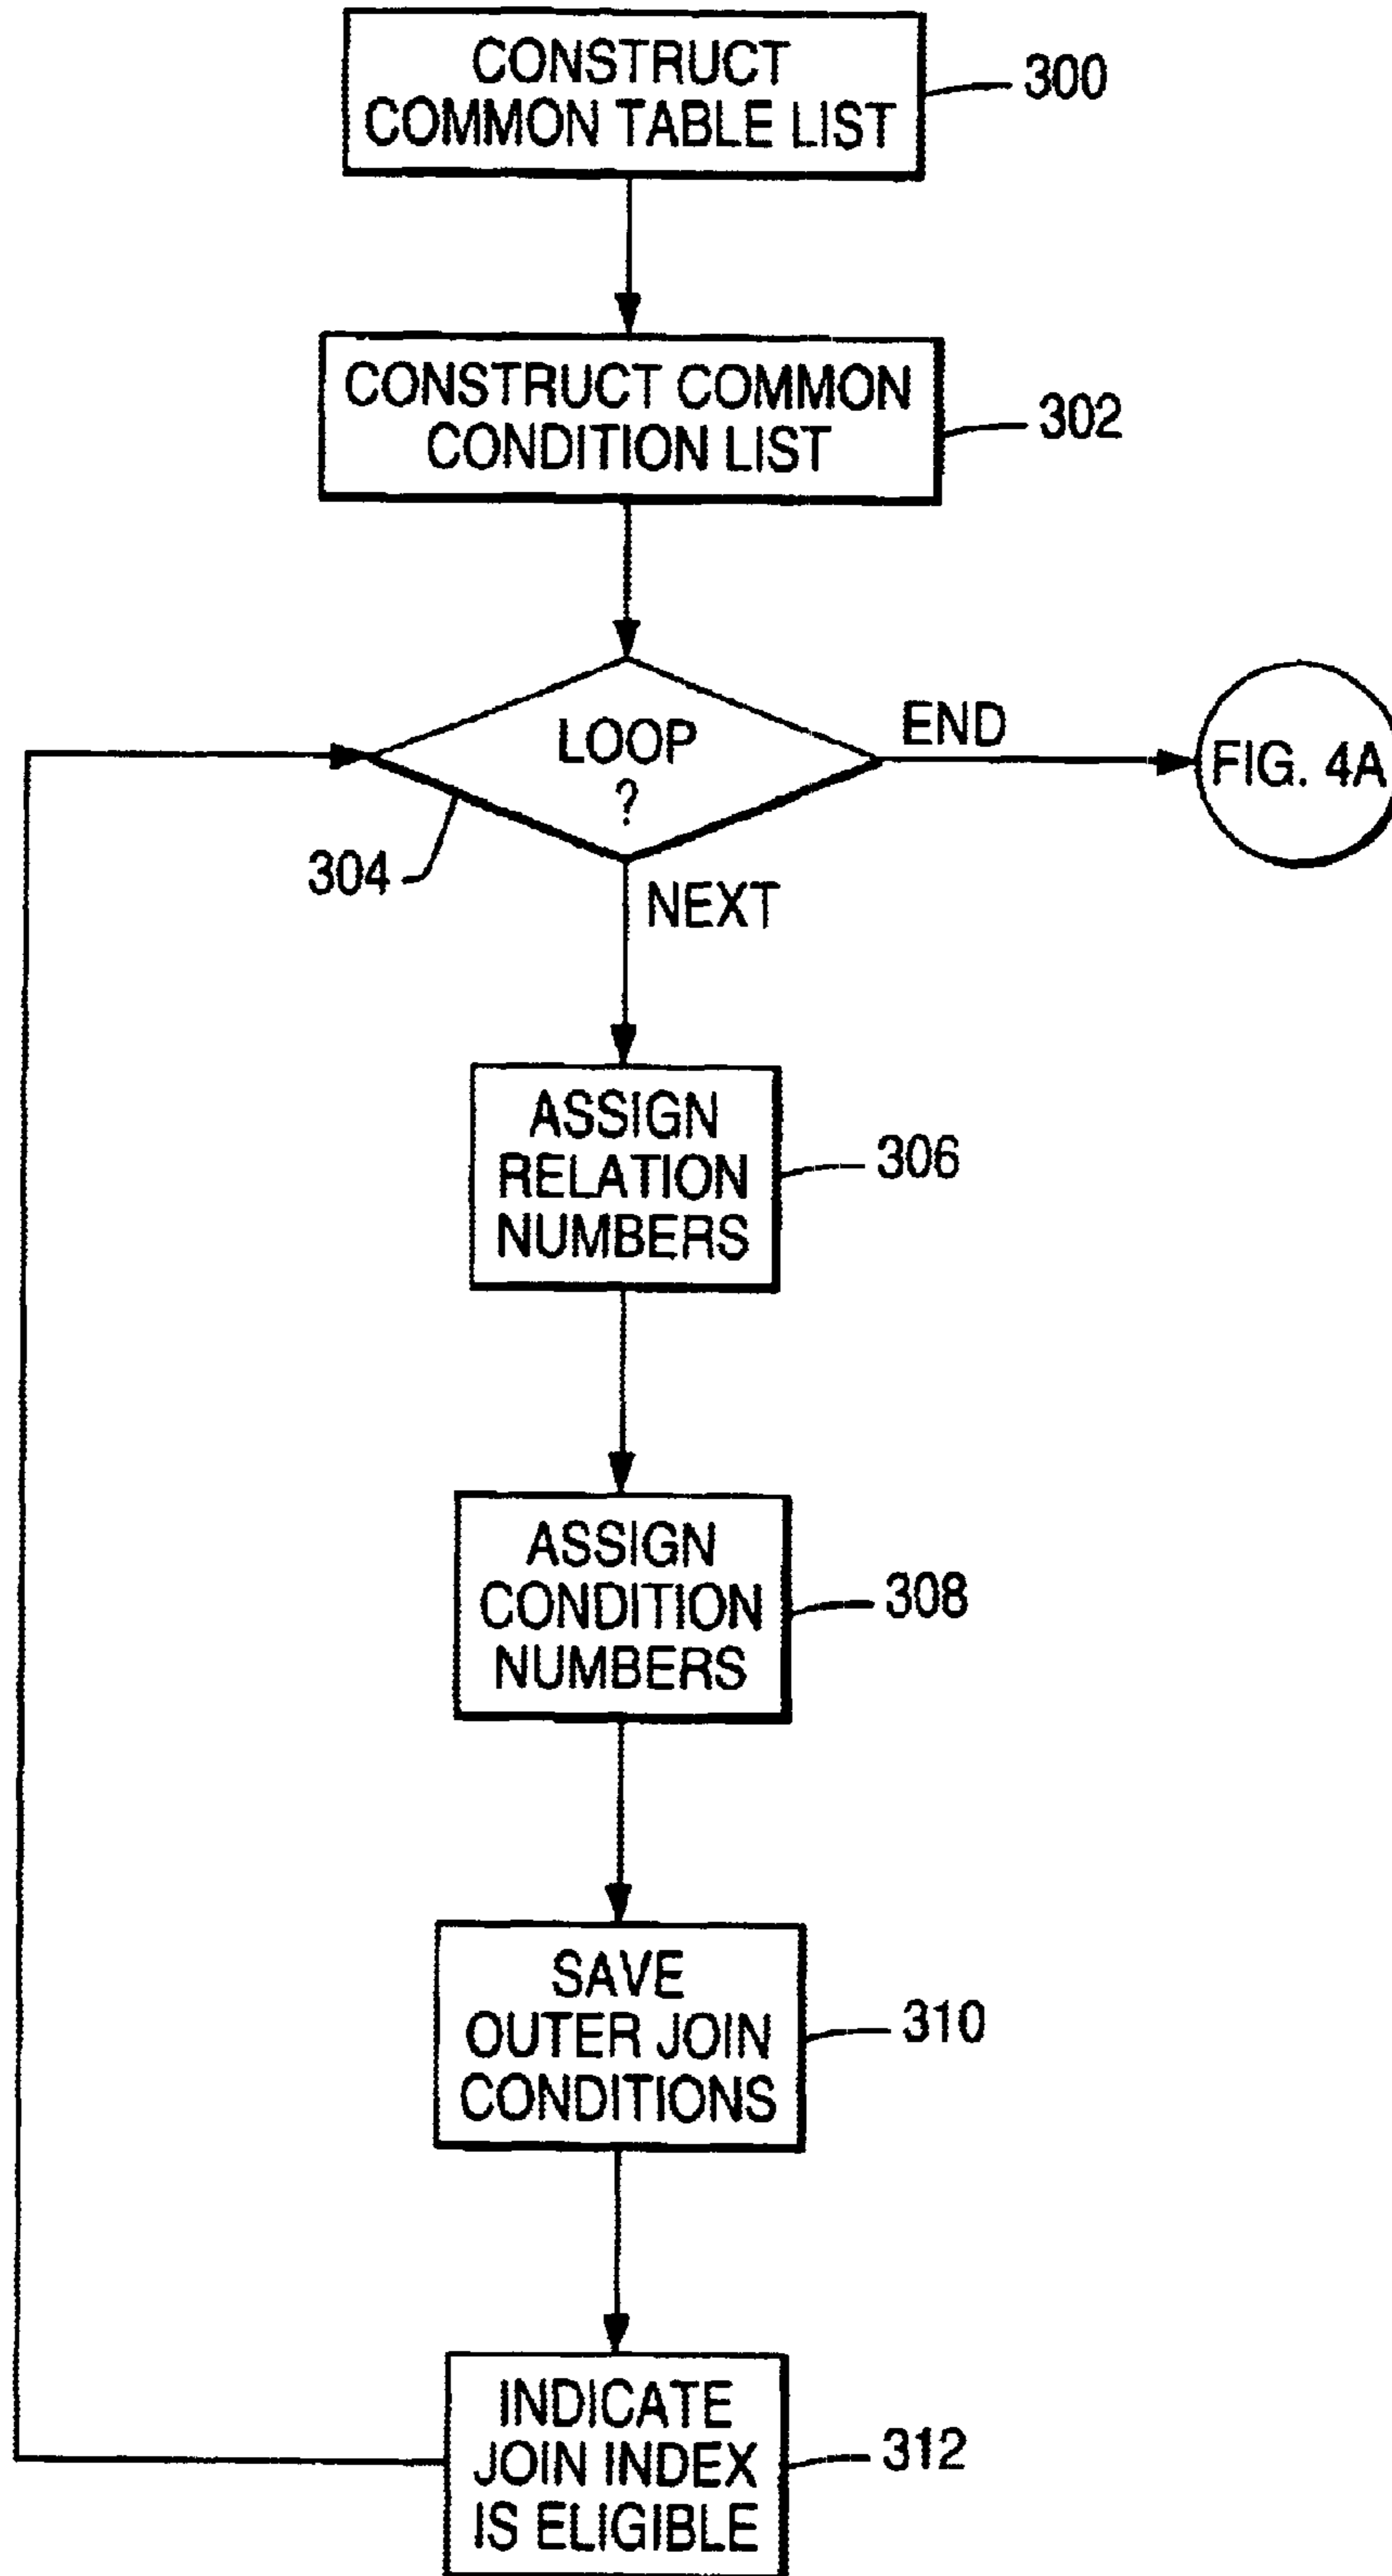 CONSTRUCT
COMMON TABLE LIST
300
CONSTRUCT COMMON
CONDITION LIST
302
LOOP
?
END
FIG. 4A
304
NEXT
ASSIGN
RELATION
NUMBERS
306
ASSIGN
CONDITION
NUMBERS
308
SAVE
OUTER JOIN
CONDITIONS
310
INDICATE
JOIN INDEX
IS ELIGIBLE
312